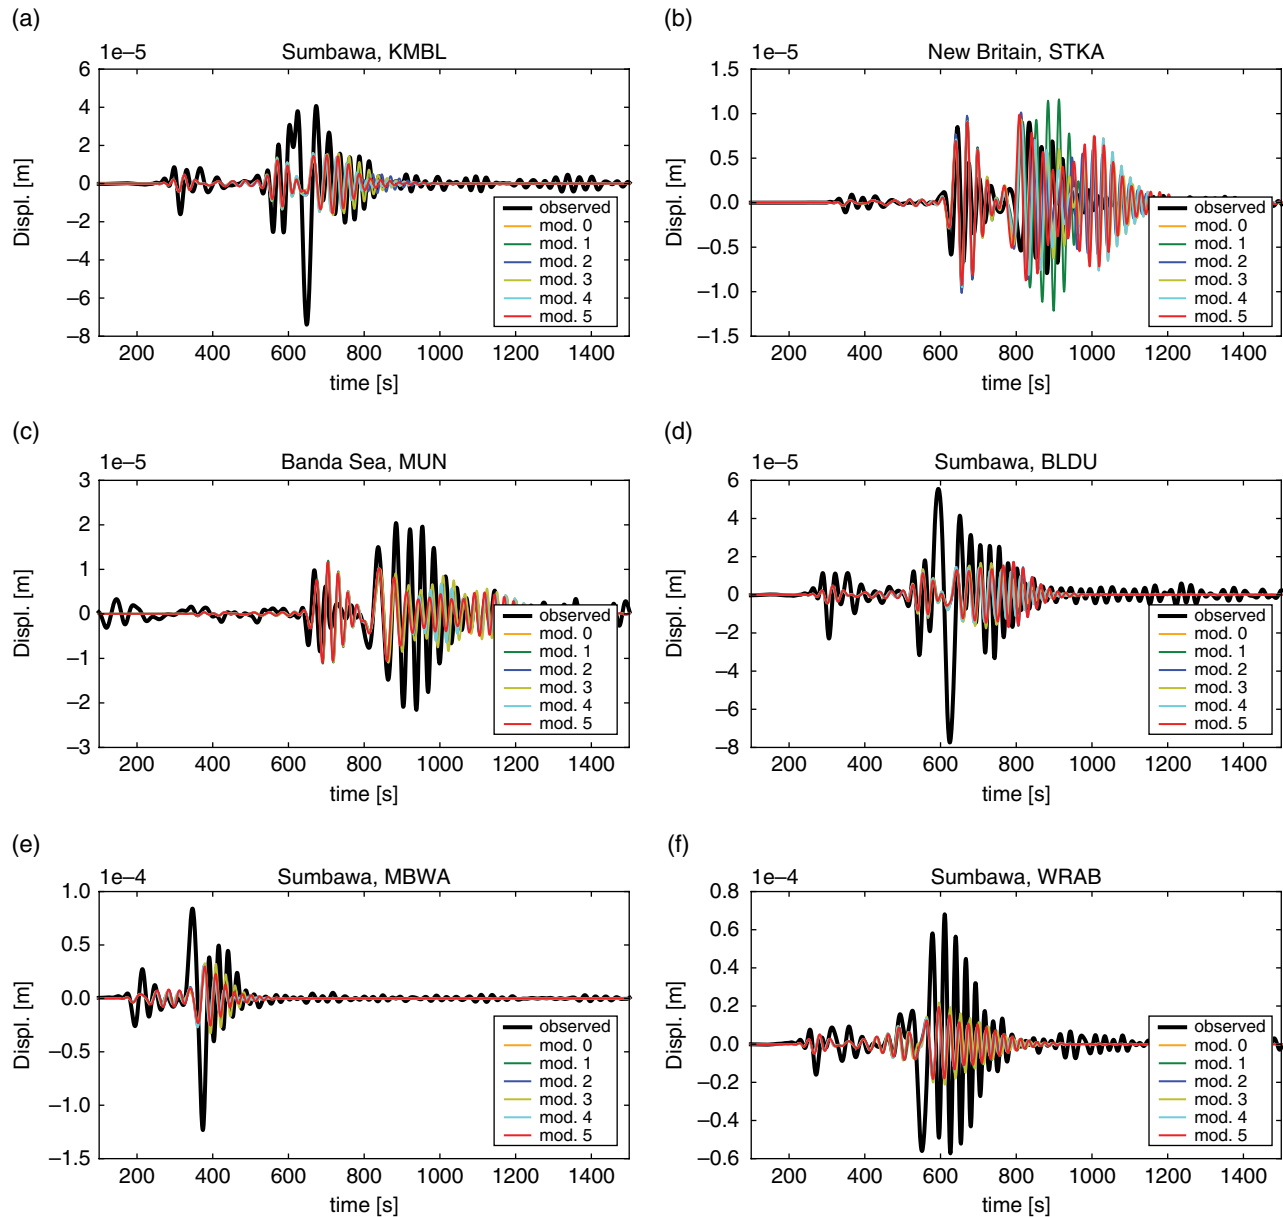 (a)
1e–5
Sumbawa, KMBL
6
4
2
0
–2
–4
–6
–8
Displ. [m]
observed
mod. 0
mod. 1
mod. 2
mod. 3
mod. 4
mod. 5
200 400 600 800 1000 1200 1400
time [s]
(b)
1e–5
New Britain, STKA
1.5
1.0
0.5
0.0
–0.5
–1.0
–1.5
Displ. [m]
observed
mod. 0
mod. 1
mod. 2
mod. 3
mod. 4
mod. 5
200 400 600 800 1000 1200 1400
time [s]
(c)
1e–5
Banda Sea, MUN
3
2
1
0
–1
–2
–3
Displ. [m]
observed
mod. 0
mod. 1
mod. 2
mod. 3
mod. 4
mod. 5
200 400 600 800 1000 1200 1400
time [s]
(d)
1e–5
Sumbawa, BLDU
6
4
2
0
–2
–4
–6
–8
Displ. [m]
observed
mod. 0
mod. 1
mod. 2
mod. 3
mod. 4
mod. 5
200 400 600 800 1000 1200 1400
time [s]
(e)
1e–4
Sumbawa, MBWA
1.0
0.5
0.0
–0.5
–1.0
–1.5
Displ. [m]
observed
mod. 0
mod. 1
mod. 2
mod. 3
mod. 4
mod. 5
200 400 600 800 1000 1200 1400
time [s]
(f)
1e–4
Sumbawa, WRAB
0.8
0.6
0.4
0.2
0.0
–0.2
–0.4
–0.6
Displ. [m]
observed
mod. 0
mod. 1
mod. 2
mod. 3
mod. 4
mod. 5
200 400 600 800 1000 1200 1400
time [s]